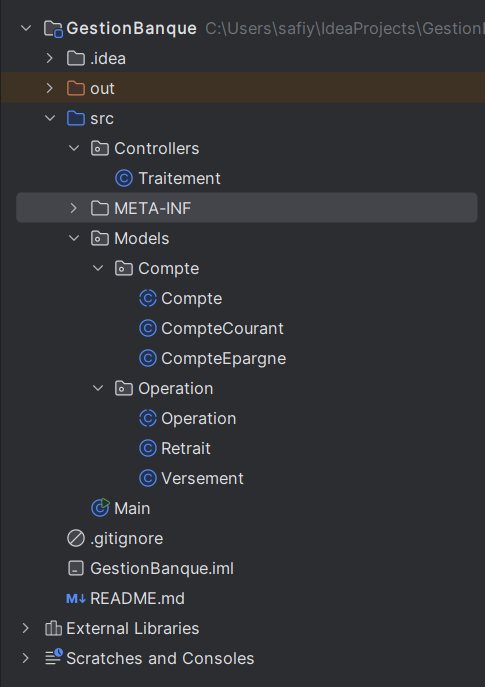 GestionBanque C:\Users\safiy\IdeaProjects\Gestion
.idea
out
src
Controllers
Traitement
META-INF
Models
Compte
Compte
CompteCourant
CompteEpargne
Operation
Operation
Retrait
Versement
Main
.gitignore
GestionBanque.iml
README.md
External Libraries
Scratches and Consoles